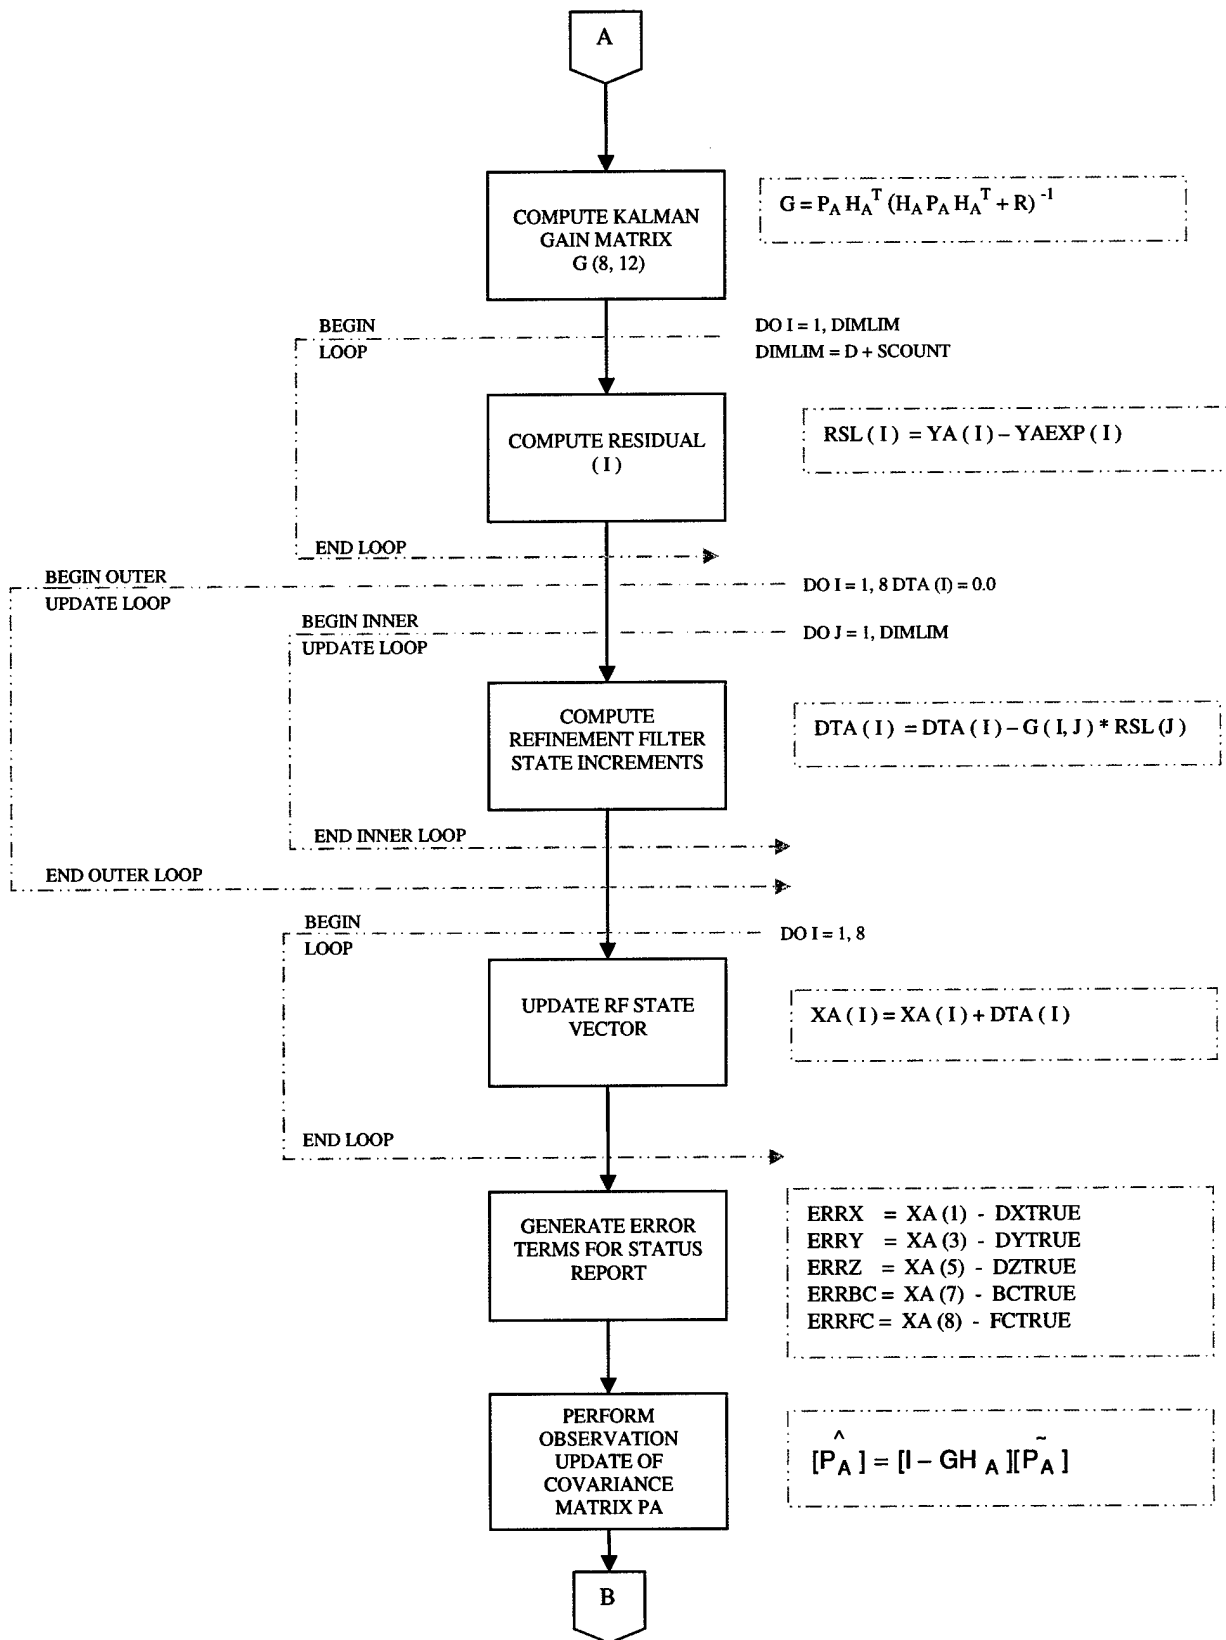 A
COMPUTE KALMAN
GAIN MATRIX
G (8, 12)
G = P_A H_A^T (H_A P_A H_A^T + R)^-1
BEGIN
LOOP
DO I = 1, DIMLIM
DIMLIM = D + SCOUNT
COMPUTE RESIDUAL
( I )
RSL ( I ) = YA ( I ) – YAEXP ( I )
END LOOP
BEGIN OUTER
UPDATE LOOP
DO I = 1, 8 DTA (I) = 0.0
BEGIN INNER
UPDATE LOOP
DO J = 1, DIMLIM
COMPUTE
REFINEMENT FILTER
STATE INCREMENTS
DTA ( I ) = DTA ( I ) – G ( I, J ) * RSL (J )
END INNER LOOP
END OUTER LOOP
BEGIN
LOOP
DO I = 1, 8
UPDATE RF STATE
VECTOR
XA ( I ) = XA ( I ) + DTA ( I )
END LOOP
GENERATE ERROR
TERMS FOR STATUS
REPORT
ERRX = XA (1) - DXTRUE
ERRY = XA (3) - DYTRUE
ERRZ = XA (5) - DZTRUE
ERRBC = XA (7) - BCTRUE
ERRFC = XA (8) - FCTRUE
PERFORM
OBSERVATION
UPDATE OF
COVARIANCE
MATRIX PA
[P̂_A] = [I – GH_A][P̃_A]
B